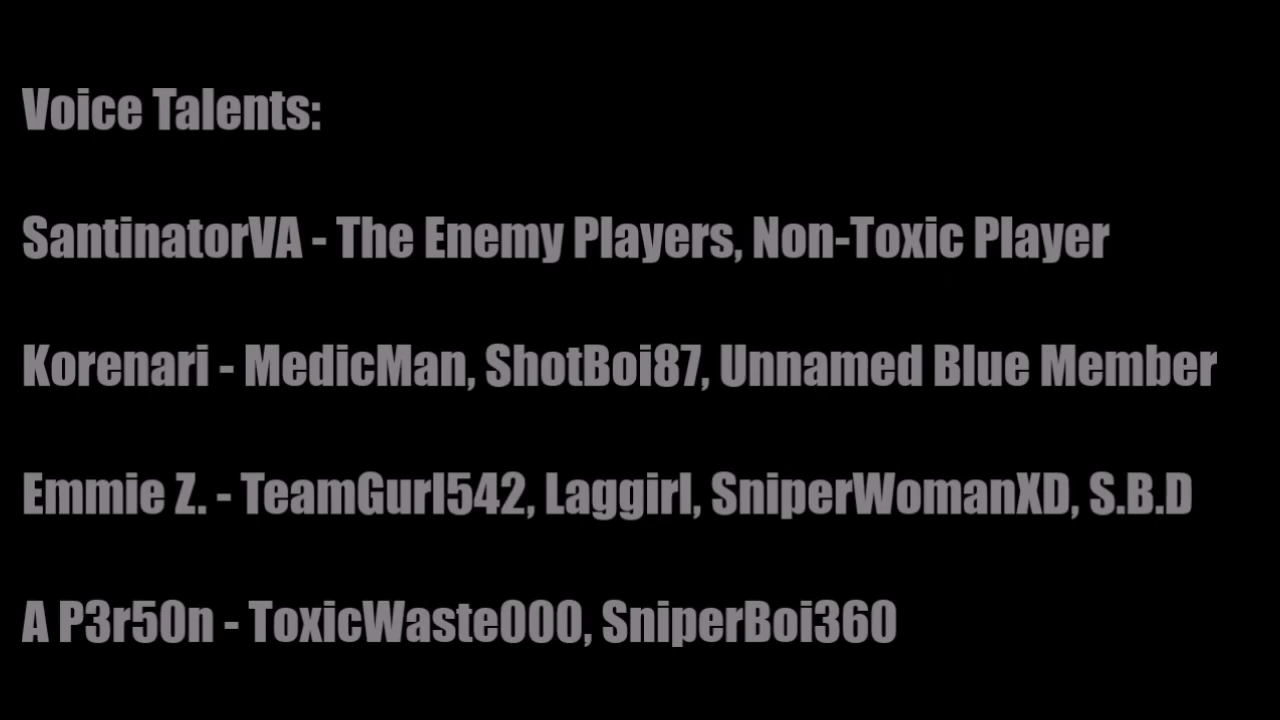 Voice Talents:
SantinatorVA - The Enemy Players, Non-Toxic Player
Korenari - MedicMan, ShotBoi87, Unnamed Blue Member
Emmie Z. - TeamGurl542, Laggirl, SniperWomanXD, S.B.D
A P3r50n - ToxicWaste000, SniperBoi360